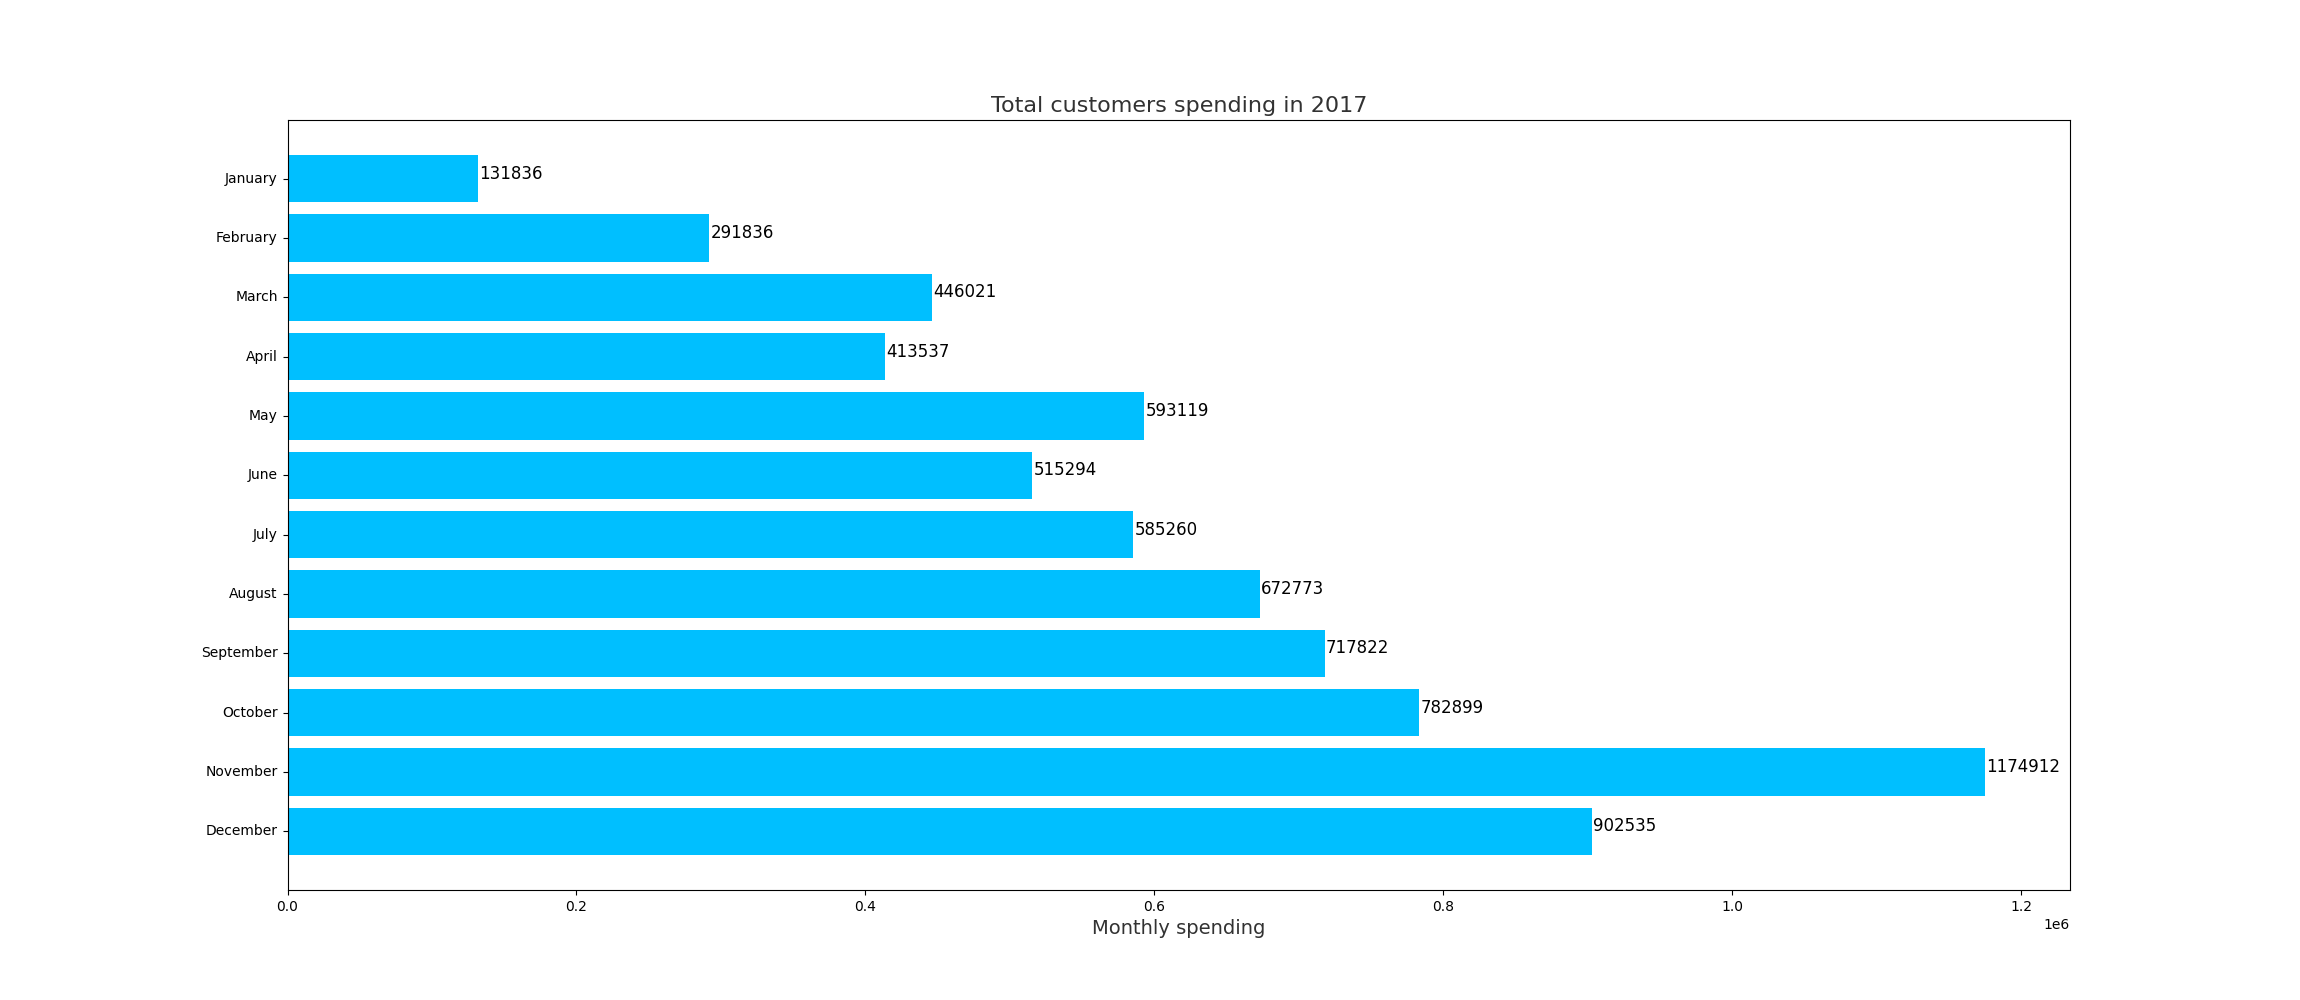 Total customers spending in 2017
January 131836
February 291836
March 446021
April 413537
May 593119
June 515294
July 585260
August 672773
September 717822
October 782899
November 1174912
December 902535
0.0 0.2 0.4 0.6 0.8 1.0 1.2
1e6
Monthly spending